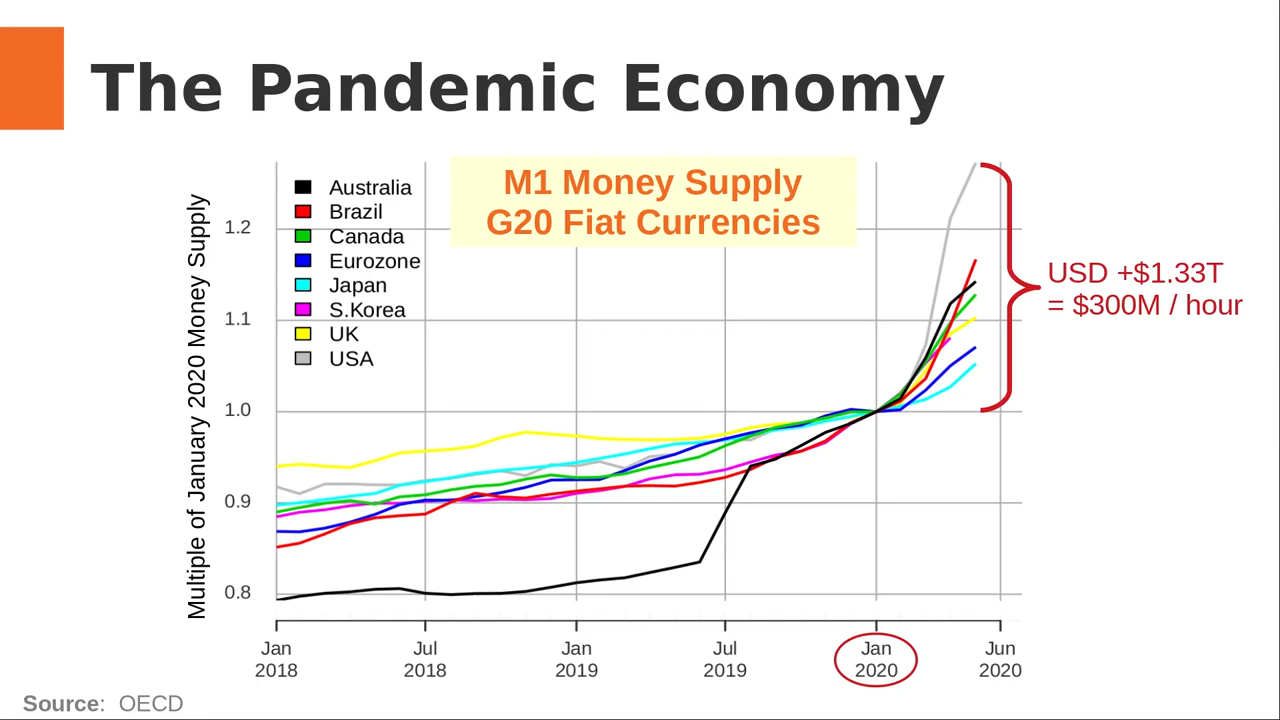 The Pandemic Economy
M1 Money Supply
G20 Fiat Currencies
Australia
Brazil
Canada
Eurozone
Japan
S.Korea
UK
USA
Multiple of January 2020 Money Supply
1.2
1.1
1.0
0.9
0.8
USD +$1.33T
= $300M / hour
Jan
2018
Jul
2018
Jan
2019
Jul
2019
Jan
2020
Jun
2020
Source: OECD